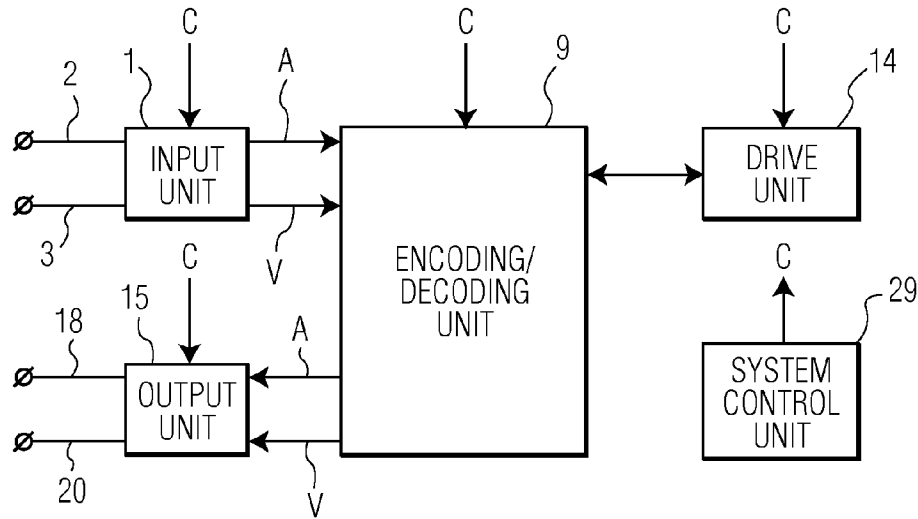 C
C
C
1
9
14
2
A
INPUT
UNIT
DRIVE
UNIT
3
V
C
C
ENCODING/
DECODING
UNIT
15
29
18
A
OUTPUT
UNIT
SYSTEM
CONTROL
UNIT
20
V